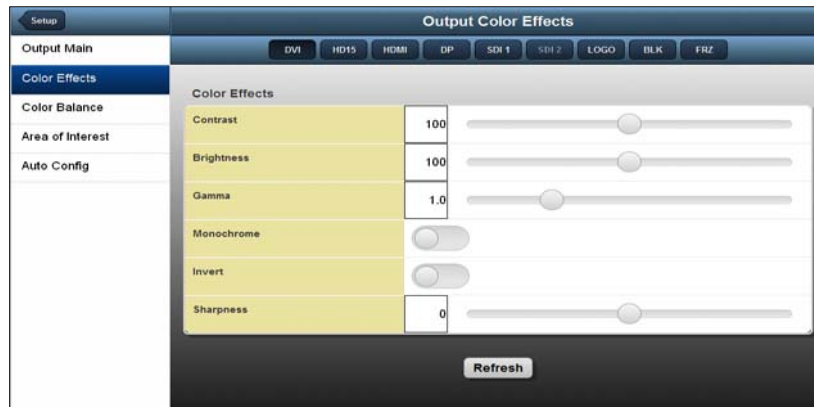 Setup
Output Color Effects
Output Main
Color Effects
Color Balance
Area of Interest
Auto Config
DVI HD15 HDMI DP SDI 1 SDI 2 LOGO BLK FRZ
Color Effects
Contrast 100
Brightness 100
Gamma 1.0
Monochrome
Invert
Sharpness 0
Refresh